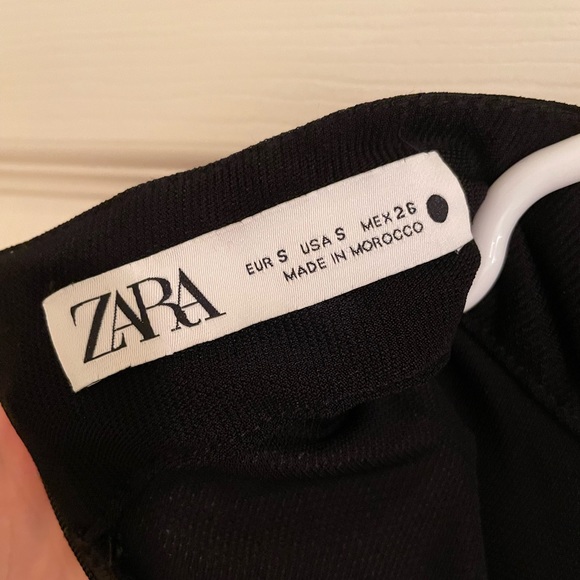 ZARA
EUR S USA S MEX 26
MADE IN MOROCCO